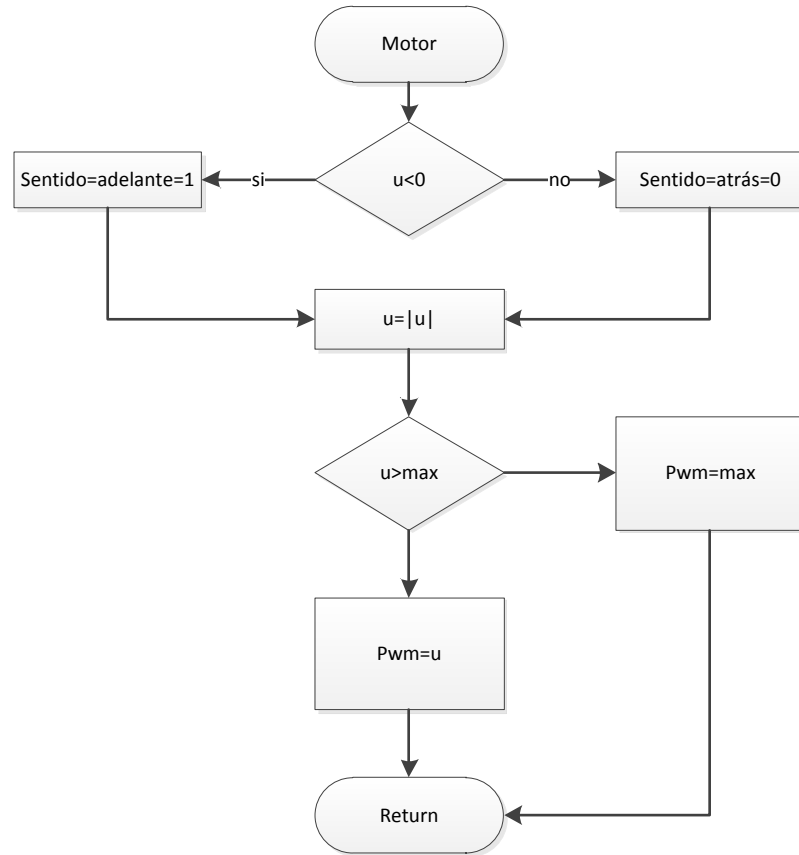 Motor
u<0
si
no
Sentido=adelante=1
Sentido=atrás=0
u=|u|
u>max
Pwm=max
Pwm=u
Return